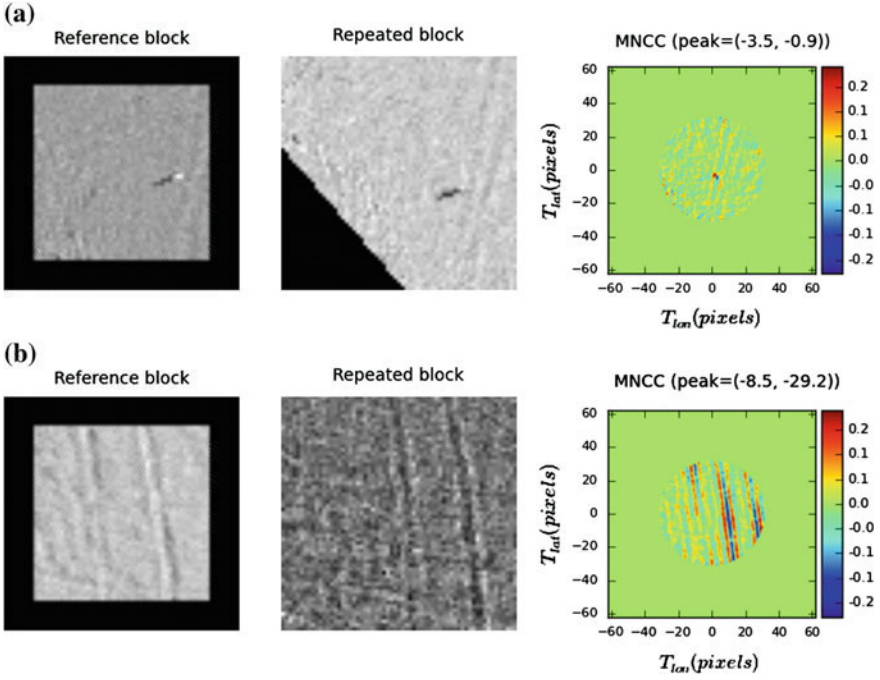 (a)
Reference block
Repeated block
MNCC (peak=(-3.5, -0.9))
60
40
20
0
−20
−40
−60
−60 −40 −20 0 20 40 60
T_lat(pixels)
T_lon(pixels)
0.2
0.1
0.1
0.0
-0.1
-0.1
-0.2
(b)
Reference block
Repeated block
MNCC (peak=(-8.5, -29.2))
60
40
20
0
−20
−40
−60
−60 −40 −20 0 20 40 60
T_lat(pixels)
T_lon(pixels)
0.2
0.1
0.1
0.0
-0.1
-0.1
-0.2